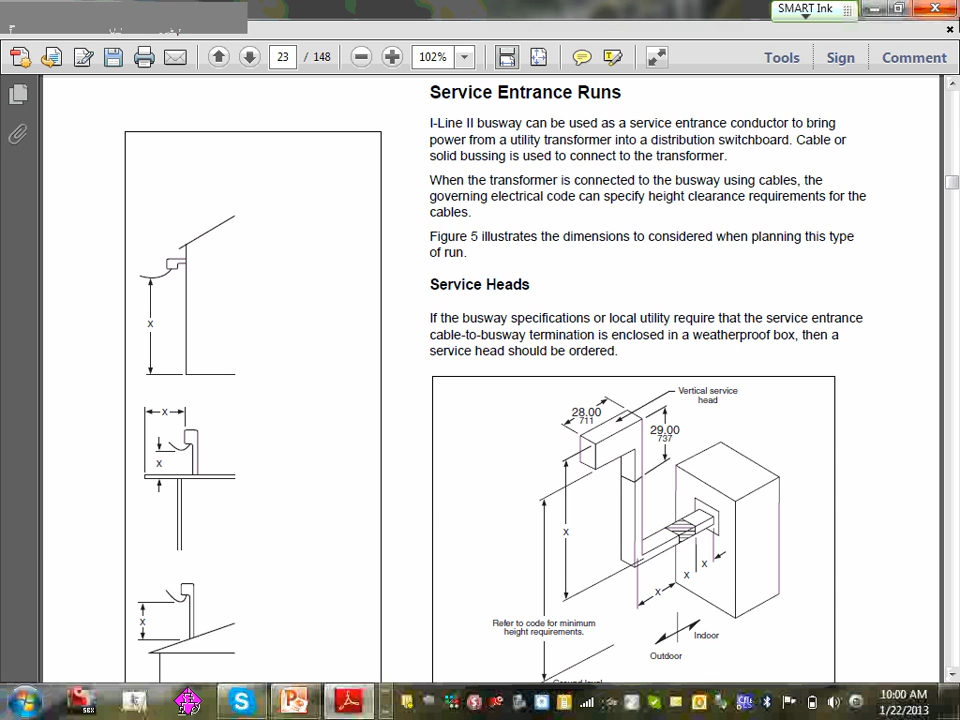 SMART Ink
23 / 148
102%
Tools
Sign
Comment
Service Entrance Runs
I-Line II busway can be used as a service entrance conductor to bring
power from a utility transformer into a distribution switchboard. Cable or
solid bussing is used to connect to the transformer.
When the transformer is connected to the busway using cables, the
governing electrical code can specify height clearance requirements for the
cables.
Figure 5 illustrates the dimensions to considered when planning this type
of run.
Service Heads
If the busway specifications or local utility require that the service entrance
cable-to-busway termination is enclosed in a weatherproof box, then a
service head should be ordered.
X
X
X
X
Vertical service
head
28.00
711
29.00
737
X
X
X
X
Refer to code for minimum
height requirements.
Indoor
Outdoor
Ground level
10:00 AM
1/22/2013